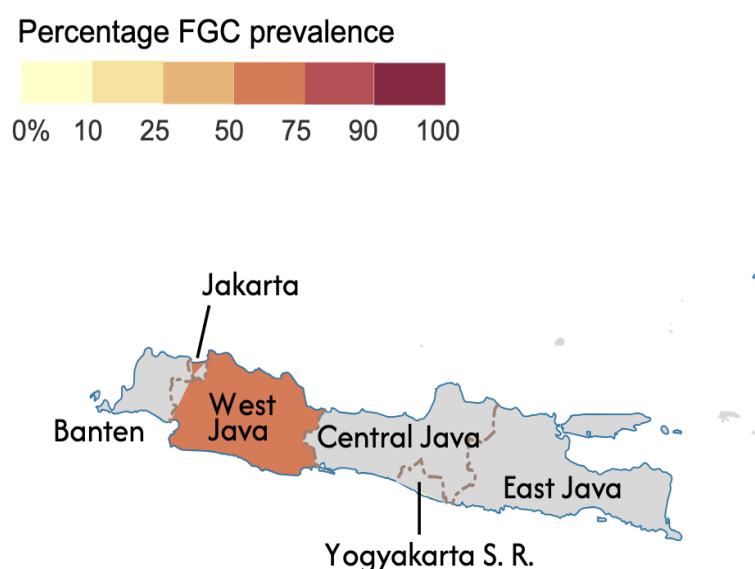 Percentage FGC prevalence
0% 10 25 50 75 90 100
Jakarta
West
Java
Banten
Central Java
East Java
Yogyakarta S. R.